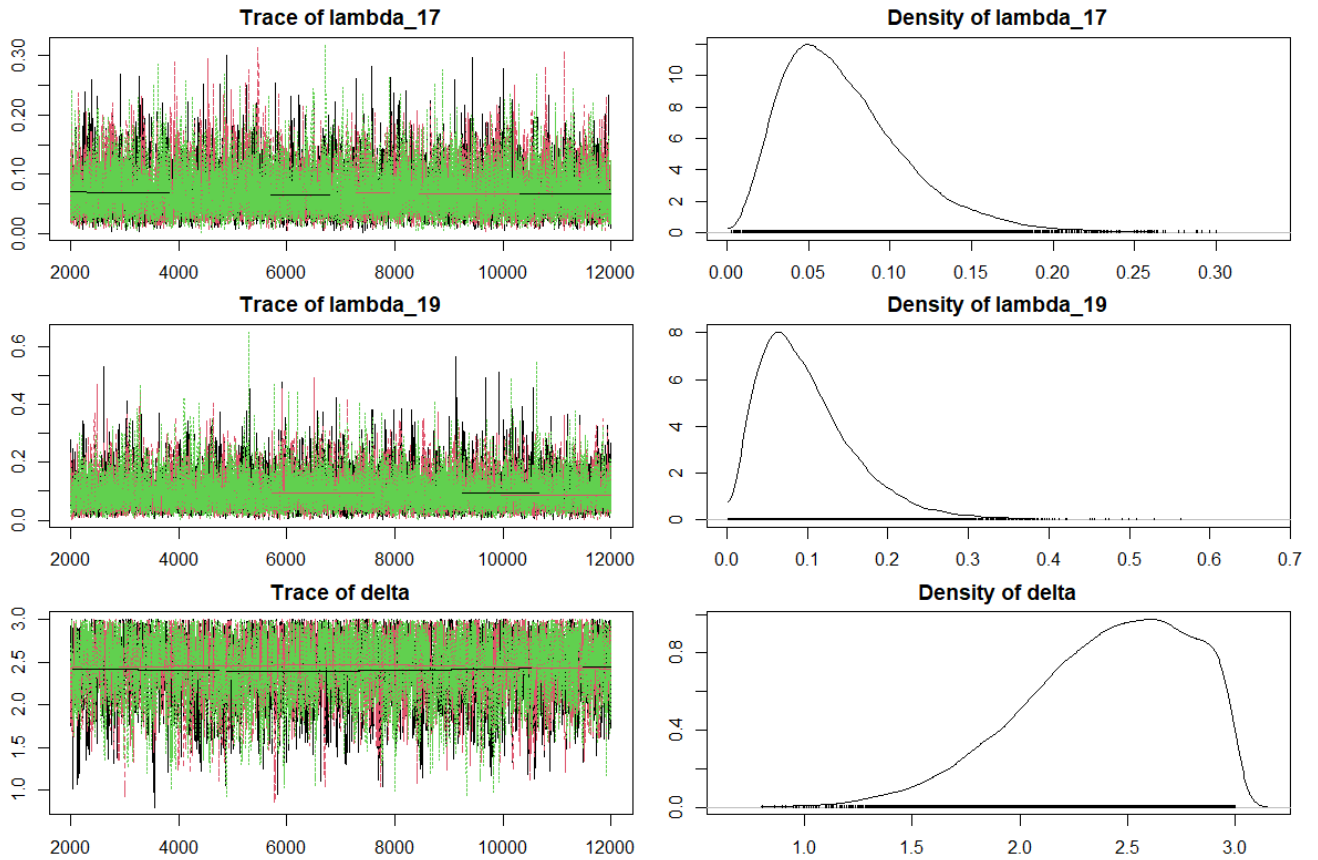 Trace of lambda_17
0.00 0.10 0.20 0.30
2000 4000 6000 8000 10000 12000
Density of lambda_17
0 2 4 6 8 10
0.00 0.05 0.10 0.15 0.20 0.25 0.30
Trace of lambda_19
0.0 0.2 0.4 0.6
2000 4000 6000 8000 10000 12000
Density of lambda_19
0 2 4 6 8
0.0 0.1 0.2 0.3 0.4 0.5 0.6 0.7
Trace of delta
1.0 1.5 2.0 2.5 3.0
2000 4000 6000 8000 10000 12000
Density of delta
0.0 0.4 0.8
1.0 1.5 2.0 2.5 3.0